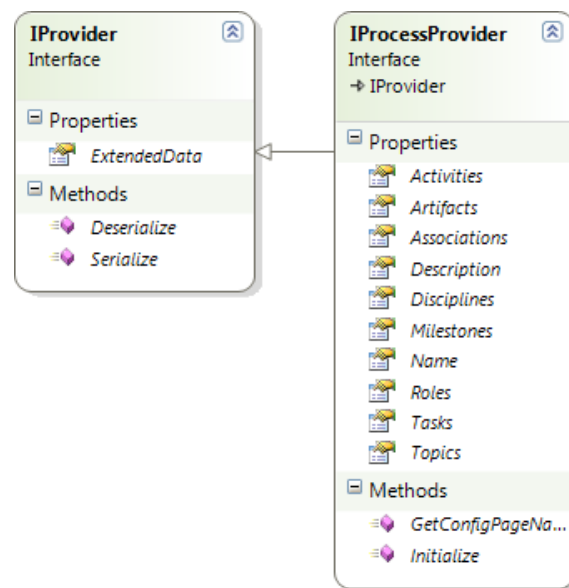 IProvider
Interface
Properties
ExtendedData
Methods
Deserialize
Serialize
IProcessProvider
Interface
IProvider
Properties
Activities
Artifacts
Associations
Description
Disciplines
Milestones
Name
Roles
Tasks
Topics
Methods
GetConfigPageNa...
Initialize